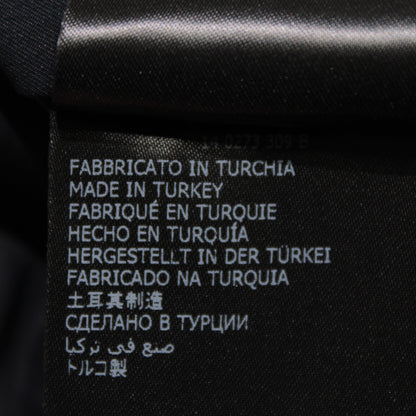 FABBRICATO IN TURCHIA
MADE IN TURKEY
FABRIQUÉ EN TURQUIE
HECHO EN TURQUÍA
HERGESTELLT IN DER TÜRKEI
FABRICADO NA TURQUIA
土耳其制造
СДЕЛАНО В ТУРЦИИ
صنع في تركيا
トルコ製